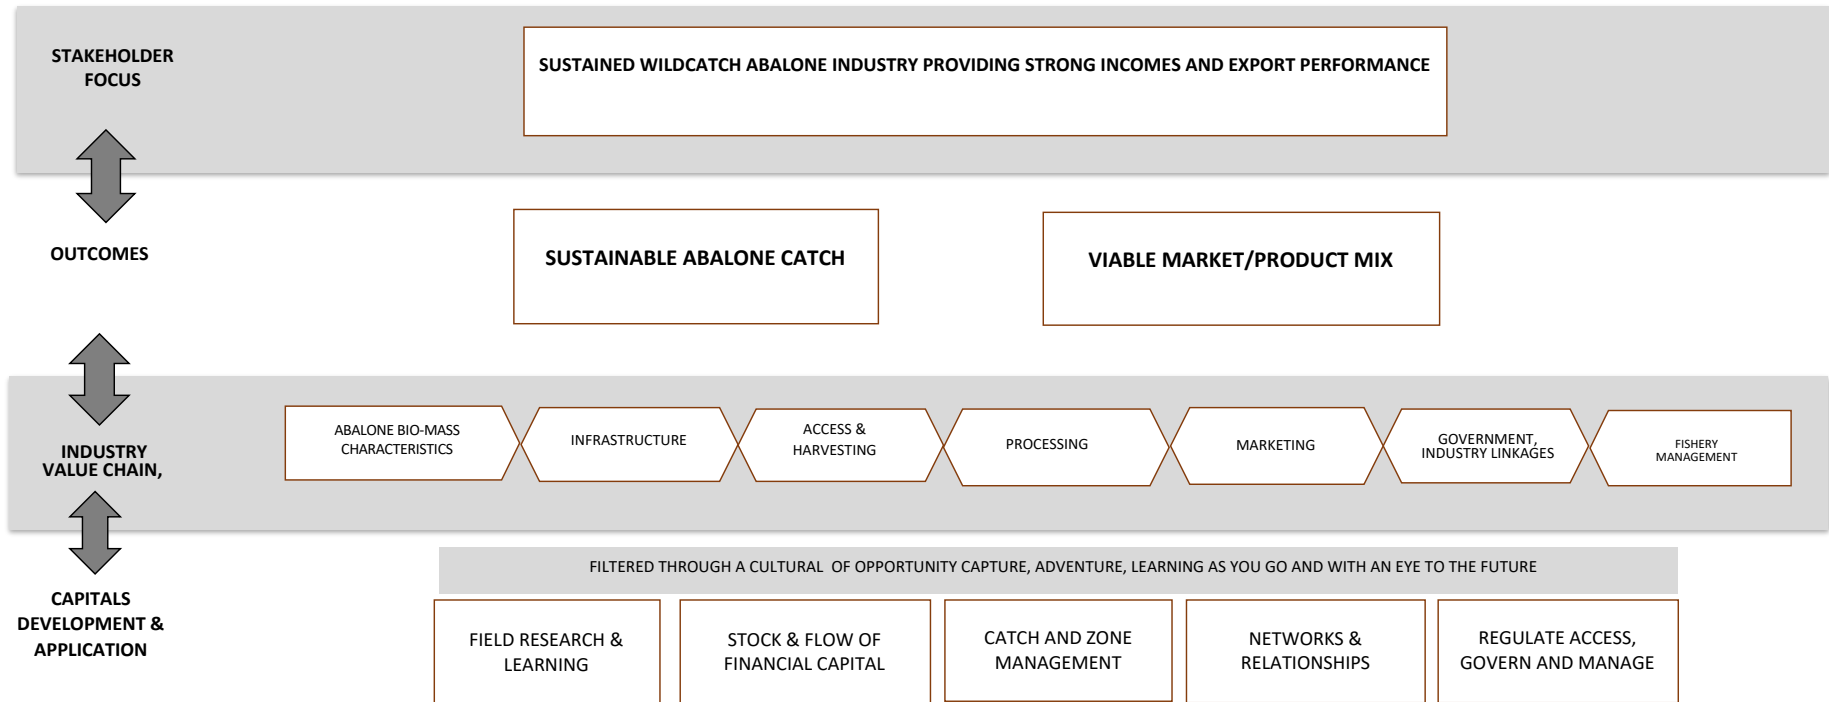 STAKEHOLDER
FOCUS
SUSTAINED WILDCATCH ABALONE INDUSTRY PROVIDING STRONG INCOMES AND EXPORT PERFORMANCE
OUTCOMES
SUSTAINABLE ABALONE CATCH
VIABLE MARKET/PRODUCT MIX
INDUSTRY
VALUE CHAIN,
ABALONE BIO-MASS
CHARACTERISTICS
INFRASTRUCTURE
ACCESS &
HARVESTING
PROCESSING
MARKETING
GOVERNMENT,
INDUSTRY LINKAGES
FISHERY
MANAGEMENT
FILTERED THROUGH A CULTURAL OF OPPORTUNITY CAPTURE, ADVENTURE, LEARNING AS YOU GO AND WITH AN EYE TO THE FUTURE
CAPITALS
DEVELOPMENT &
APPLICATION
FIELD RESEARCH &
LEARNING
STOCK & FLOW OF
FINANCIAL CAPITAL
CATCH AND ZONE
MANAGEMENT
NETWORKS &
RELATIONSHIPS
REGULATE ACCESS,
GOVERN AND MANAGE